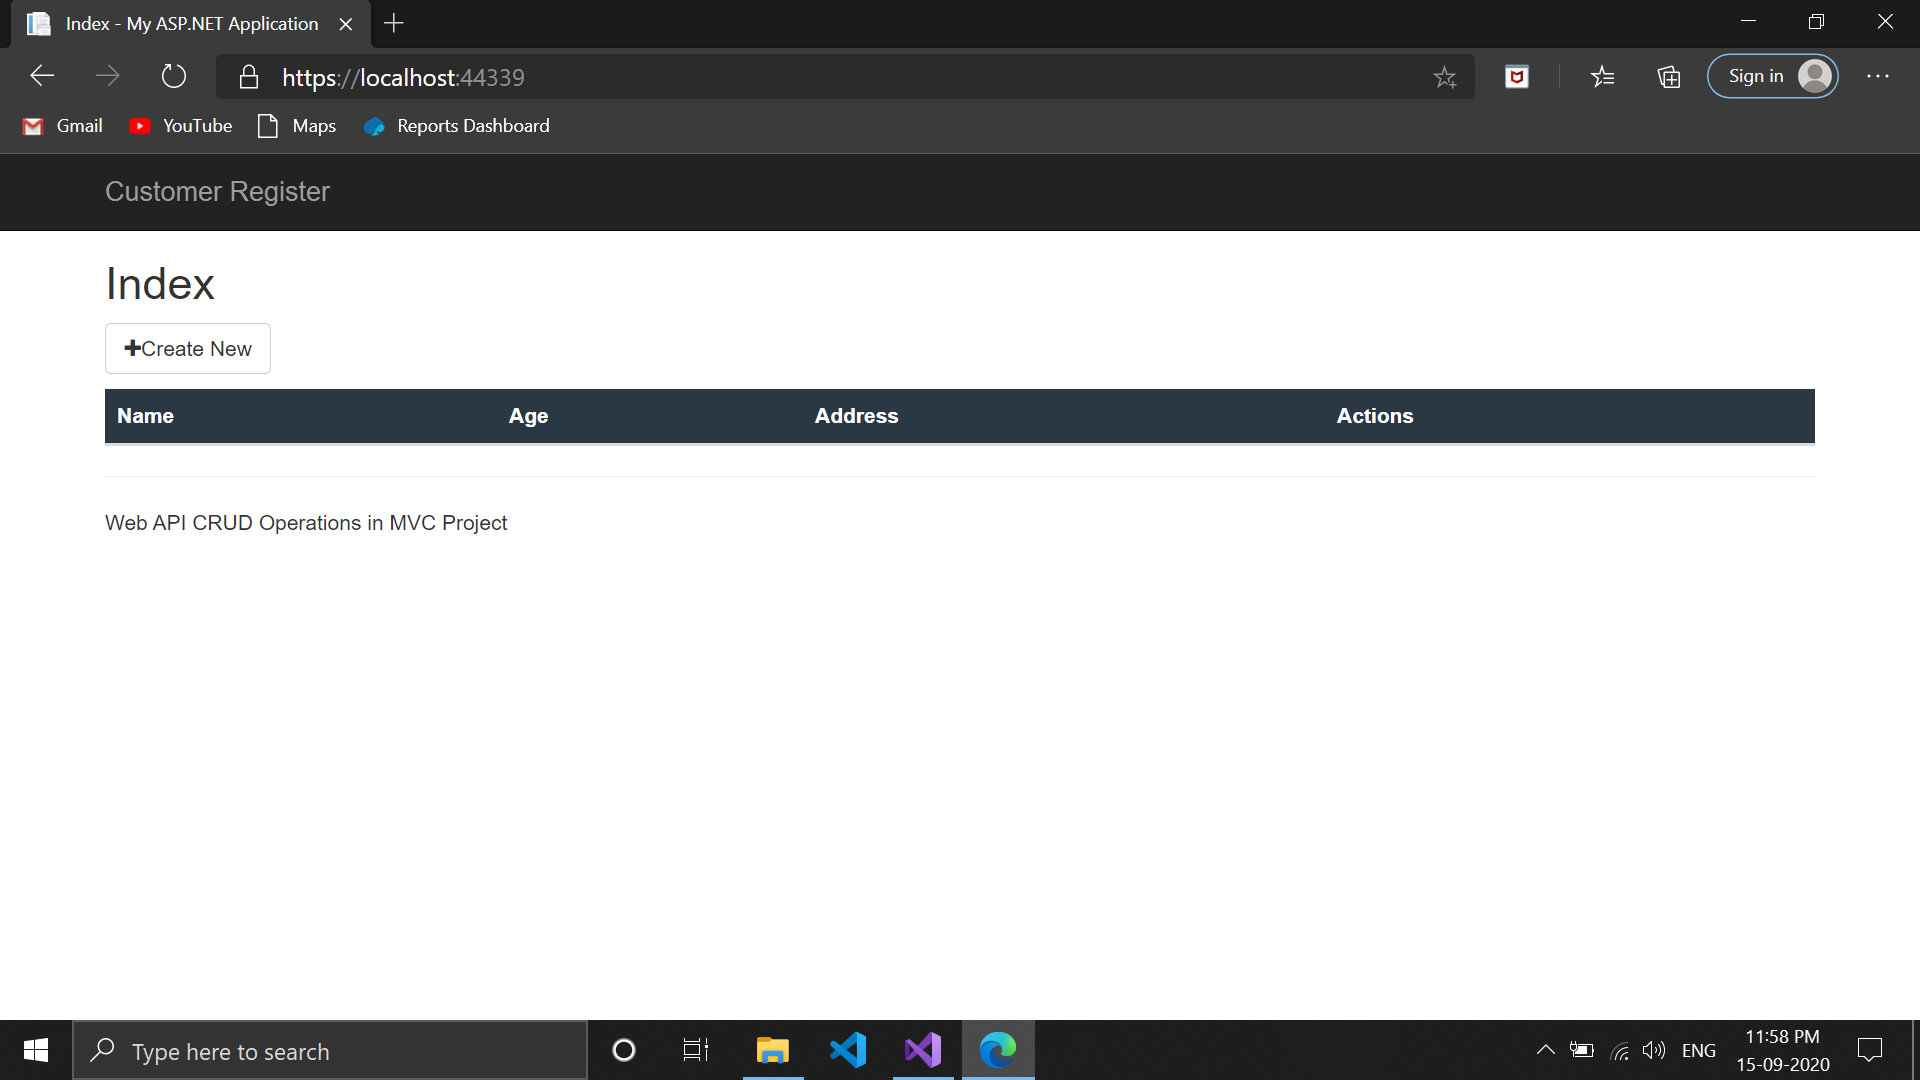 Index - My ASP.NET Application
https://localhost:44339
Sign in
Gmail YouTube Maps Reports Dashboard
Customer Register
Index
Create New
Name Age Address Actions
Web API CRUD Operations in MVC Project
Type here to search
ENG
11:58 PM
15-09-2020